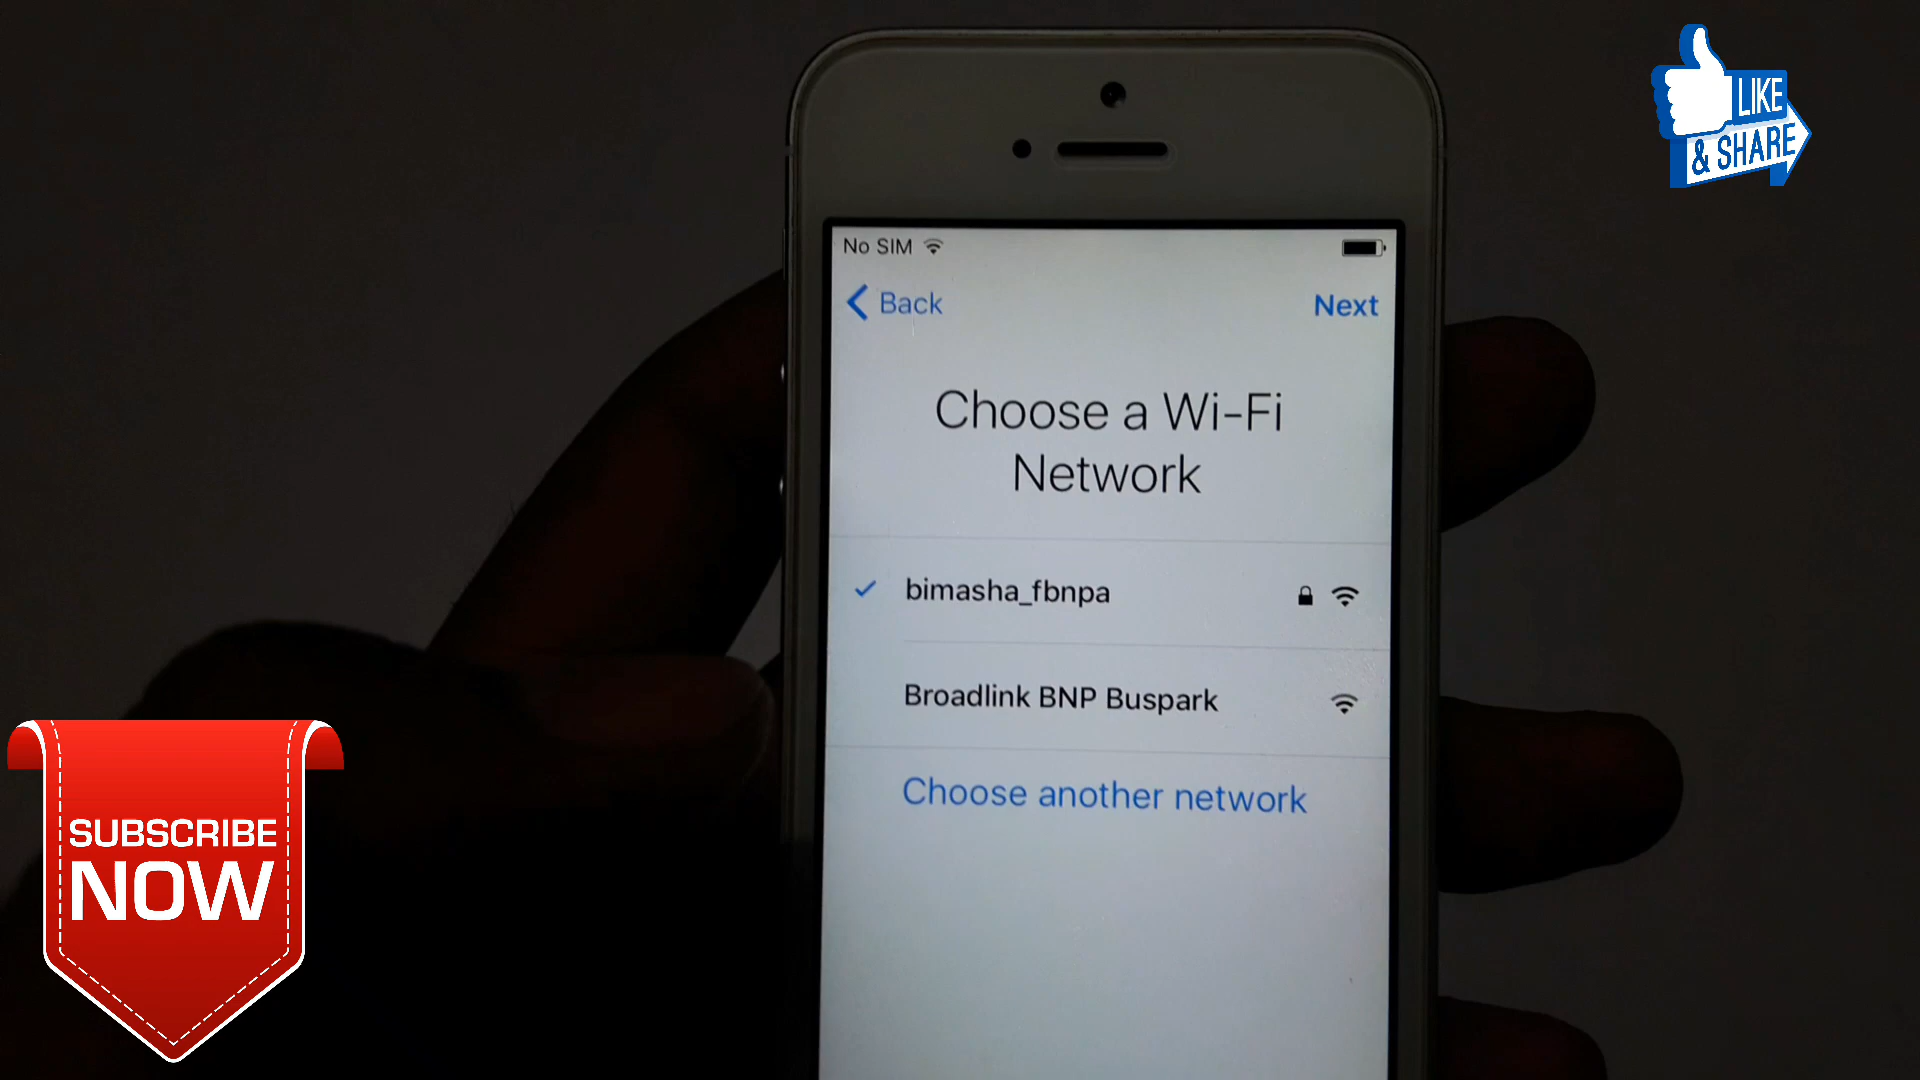 LIKE
& SHARE
No SIM
Back
Next
Choose a Wi-Fi
Network
bimasha_fbnpa
Broadlink BNP Buspark
Choose another network
SUBSCRIBE
NOW